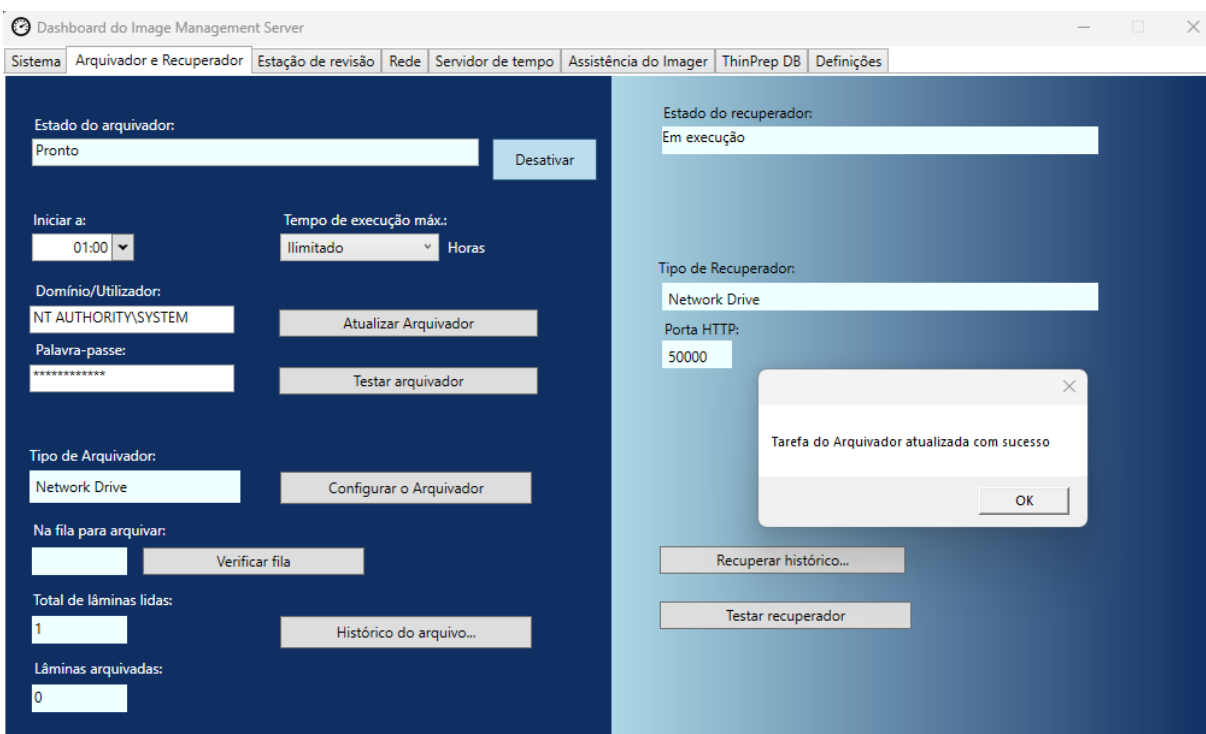 Dashboard do Image Management Server
Sistema
Arquivador e Recuperador
Estação de revisão
Rede
Servidor de tempo
Assistência do Imager
ThinPrep DB
Definições
Estado do arquivador:
Pronto
Desativar
Iniciar a:
01:00
Tempo de execução máx.:
Ilimitado
Horas
Domínio/Utilizador:
NT AUTHORITY\SYSTEM
Atualizar Arquivador
Palavra-passe:
************
Testar arquivador
Tipo de Arquivador:
Network Drive
Configurar o Arquivador
Na fila para arquivar:
Verificar fila
Total de lâminas lidas:
1
Histórico do arquivo...
Lâminas arquivadas:
0
Estado do recuperador:
Em execução
Tipo de Recuperador:
Network Drive
Porta HTTP:
50000
Tarefa do Arquivador atualizada com sucesso
OK
Recuperar histórico...
Testar recuperador